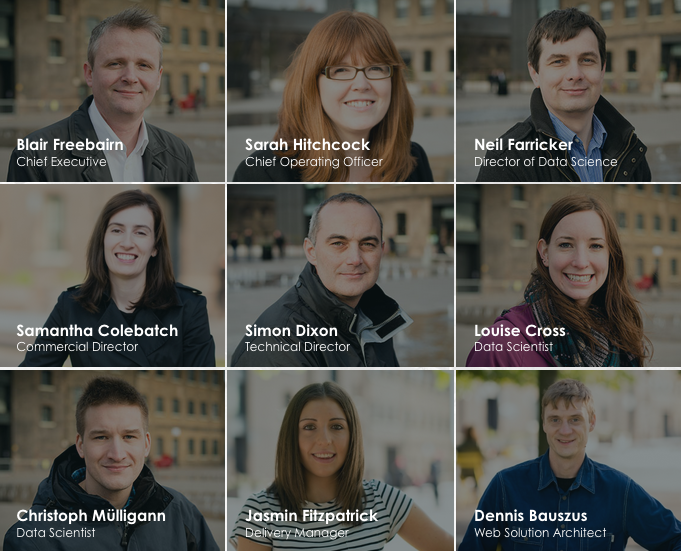 Blair Freebairn
Chief Executive
Sarah Hitchcock
Chief Operating Officer
Neil Farricker
Director of Data Science
Samantha Colebatch
Commercial Director
Simon Dixon
Technical Director
Louise Cross
Data Scientist
Christoph Mülligann
Data Scientist
Jasmin Fitzpatrick
Delivery Manager
Dennis Bauszus
Web Solution Architect